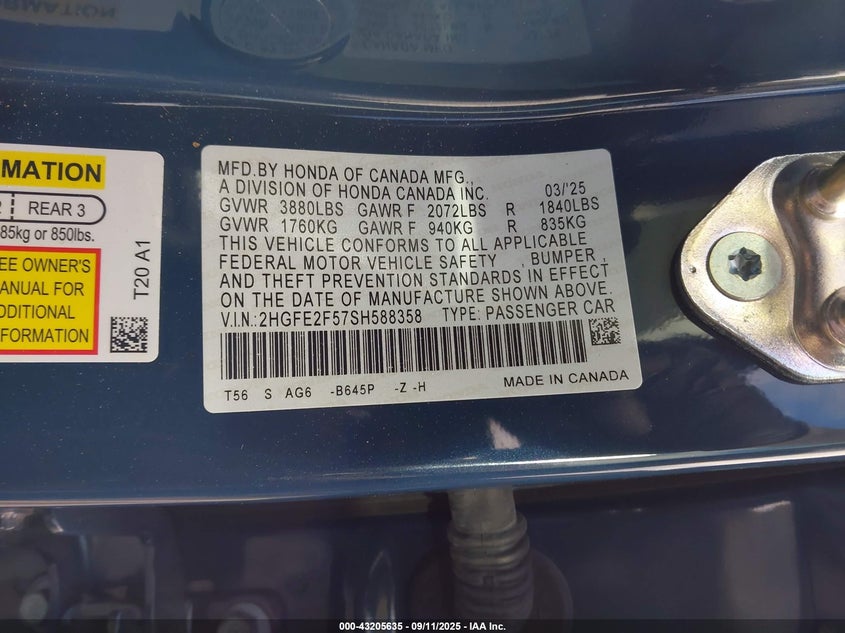 ORMATION
MATION
REAR 3
85kg or 850lbs.
EE OWNER'S
ANUAL FOR
DDITIONAL
FORMATION
T20 A1
MFD.BY HONDA OF CANADA MFG.,
A DIVISION OF HONDA CANADA INC. 03/'25
GVWR 3880LBS GAWR F 2072LBS R 1840LBS
GVWR 1760KG GAWR F 940KG R 835KG
THIS VEHICLE CONFORMS TO ALL APPLICABLE
FEDERAL MOTOR VEHICLE SAFETY , BUMPER ,
AND THEFT PREVENTION STANDARDS IN EFFECT
ON THE DATE OF MANUFACTURE SHOWN ABOVE.
V.I.N: 2HGFE2F57SH588358 TYPE: PASSENGER CAR
T56 S AG6 -B645P -Z -H MADE IN CANADA
000-43205635 - 09/11/2025 - IAA Inc.